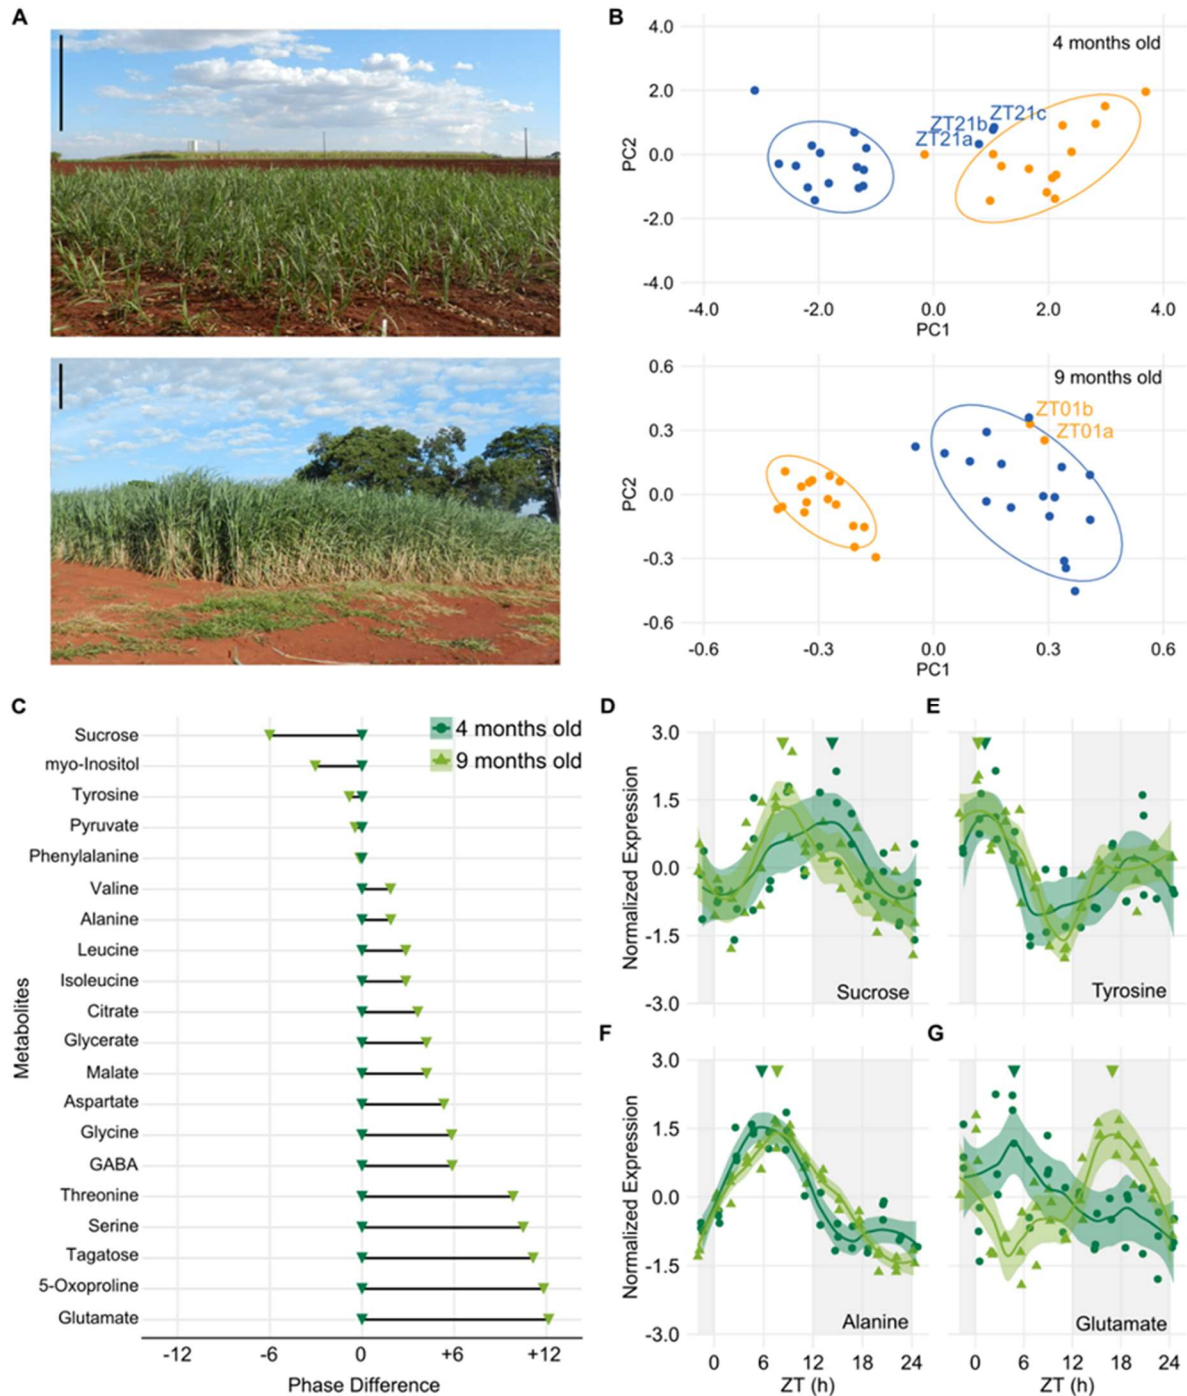 A
B
4.0
4 months old
2.0
ZT21c
ZT21b
ZT21a
PC2
0.0
-2.0
-4.0
-4.0 -2.0 0.0 2.0 4.0
PC1
0.6
9 months old
ZT01b
0.3
ZT01a
PC2
0.0
-0.3
-0.6
-0.6 -0.3 0.0 0.3 0.6
PC1
C
4 months old
9 months old
Metabolites
Sucrose
myo-Inositol
Tyrosine
Pyruvate
Phenylalanine
Valine
Alanine
Leucine
Isoleucine
Citrate
Glycerate
Malate
Aspartate
Glycine
GABA
Threonine
Serine
Tagatose
5-Oxoproline
Glutamate
-12 -6 0 +6 +12
Phase Difference
D
E
3.0
1.5
0.0
-1.5
-3.0
Normalized Expression
Sucrose
Tyrosine
F
G
3.0
1.5
0.0
-1.5
-3.0
Normalized Expression
Alanine
Glutamate
0 6 12 18 24
ZT (h)
0 6 12 18 24
ZT (h)